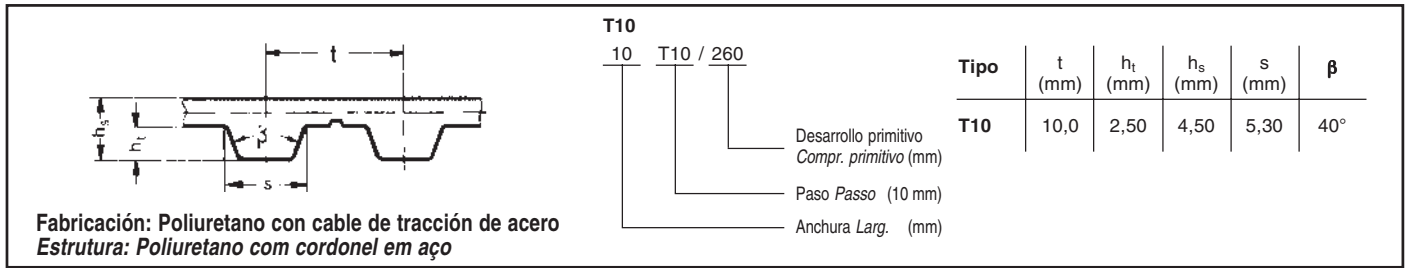 T10
10 T10 / 260
Desarrollo primitivo
Compr. primitivo (mm)
Paso Passo (10 mm)
Anchura Larg. (mm)
t
hs
ht
β
s
Fabricación: Poliuretano con cable de tracción de acero
Estrutura: Poliuretano com cordonel em aço
Tipo t ht hs s β
(mm) (mm) (mm) (mm)
T10 10,0 2,50 4,50 5,30 40°